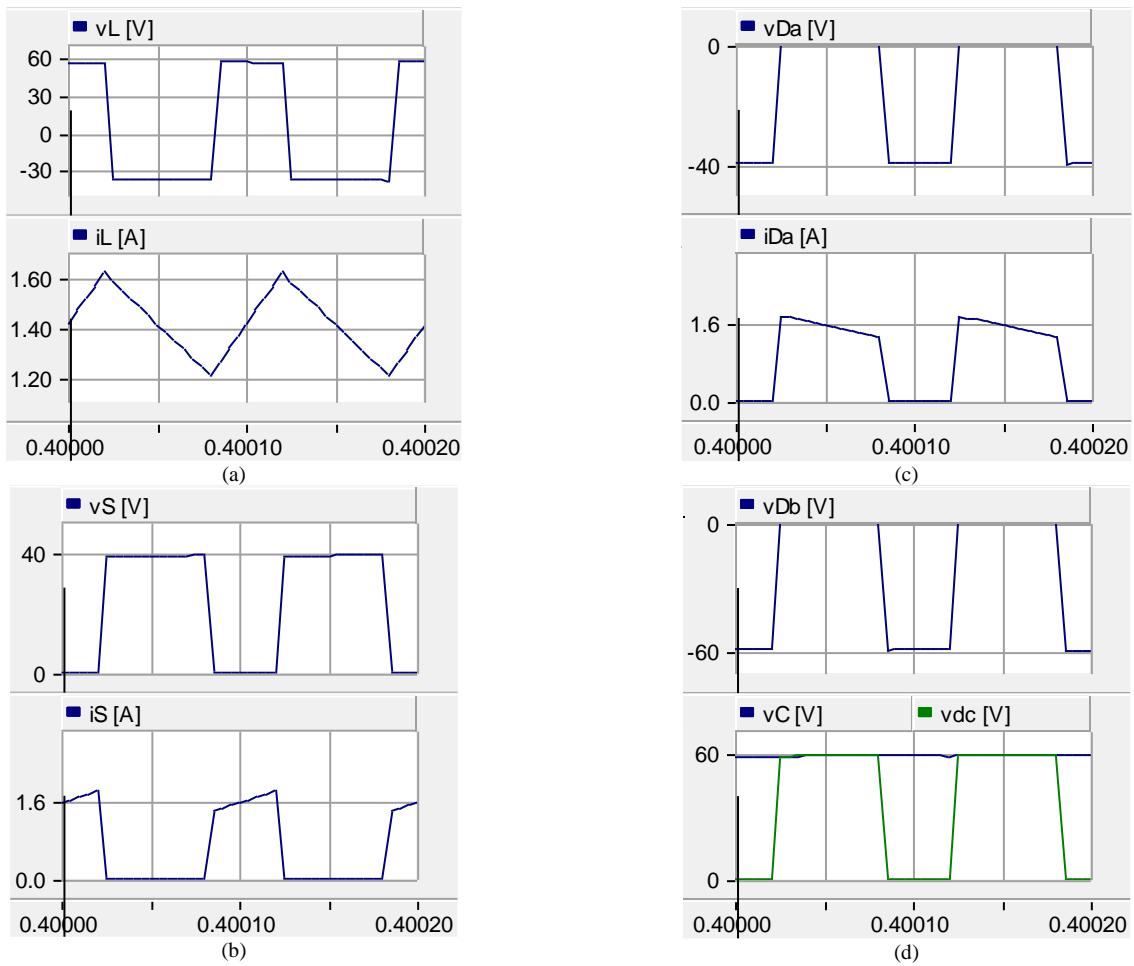 vL [V]
60
30
0
-30
iL [A]
1.60
1.40
1.20
0.40000 0.40010 0.40020
(a)
vDa [V]
0
-40
iDa [A]
1.6
0.0
0.40000 0.40010 0.40020
(c)
vS [V]
40
0
iS [A]
1.6
0.0
0.40000 0.40010 0.40020
(b)
vDb [V]
0
-60
vC [V] vdc [V]
60
0
0.40000 0.40010 0.40020
(d)